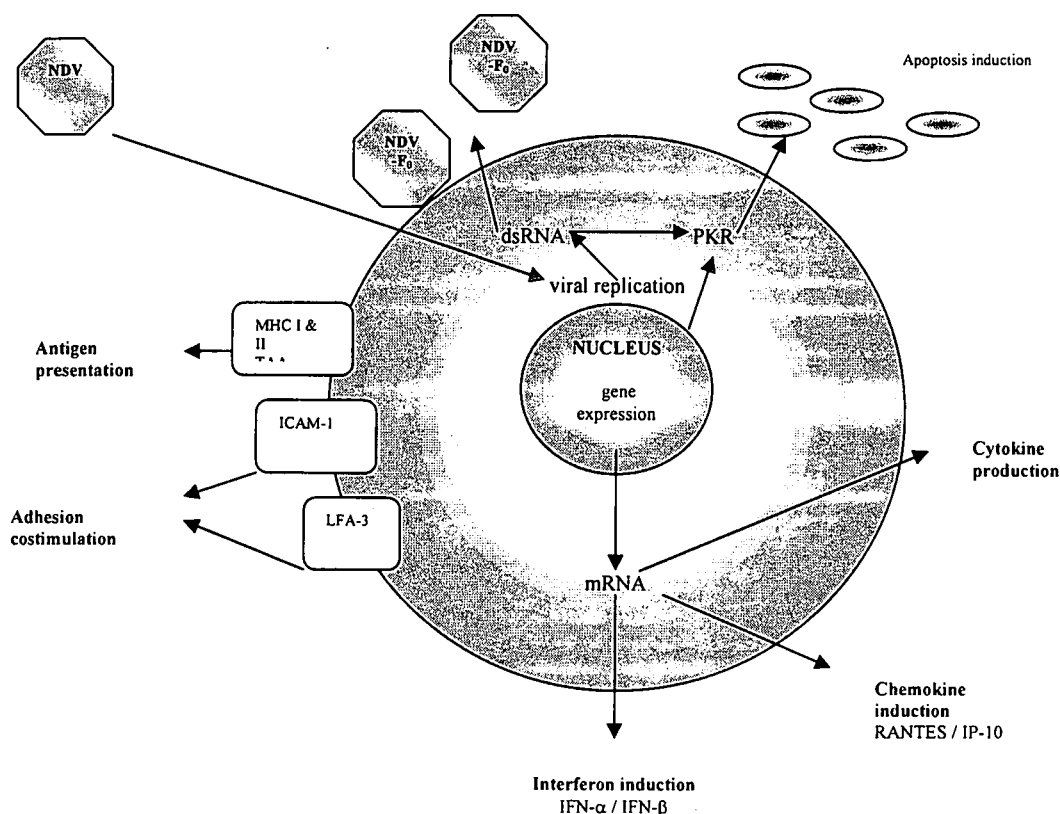 NDV
NDV
-F₀
NDV
-F₀
Apoptosis induction
dsRNA
PKR
viral replication
MHC I &
II
Antigen
presentation
NUCLEUS
gene
expression
ICAM-1
Cytokine
production
LFA-3
Adhesion
costimulation
mRNA
Chemokine
induction
RANTES / IP-10
Interferon induction
IFN-α / IFN-β